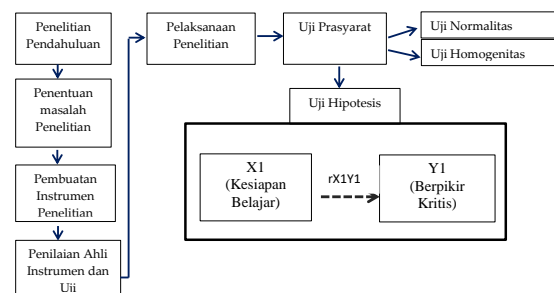 Penelitian
Pendahuluan
Penentuan
masalah
Penelitian
Pembuatan
Instrumen
Penelitian
Penilaian Ahli
Instrumen dan
Uji
Pelaksanaan
Penelitian
Uji Prasyarat
Uji Normalitas
Uji Homogenitas
Uji Hipotesis
X1
(Kesiapan
Belajar)
rX1Y1
Y1
(Berpikir
Kritis)